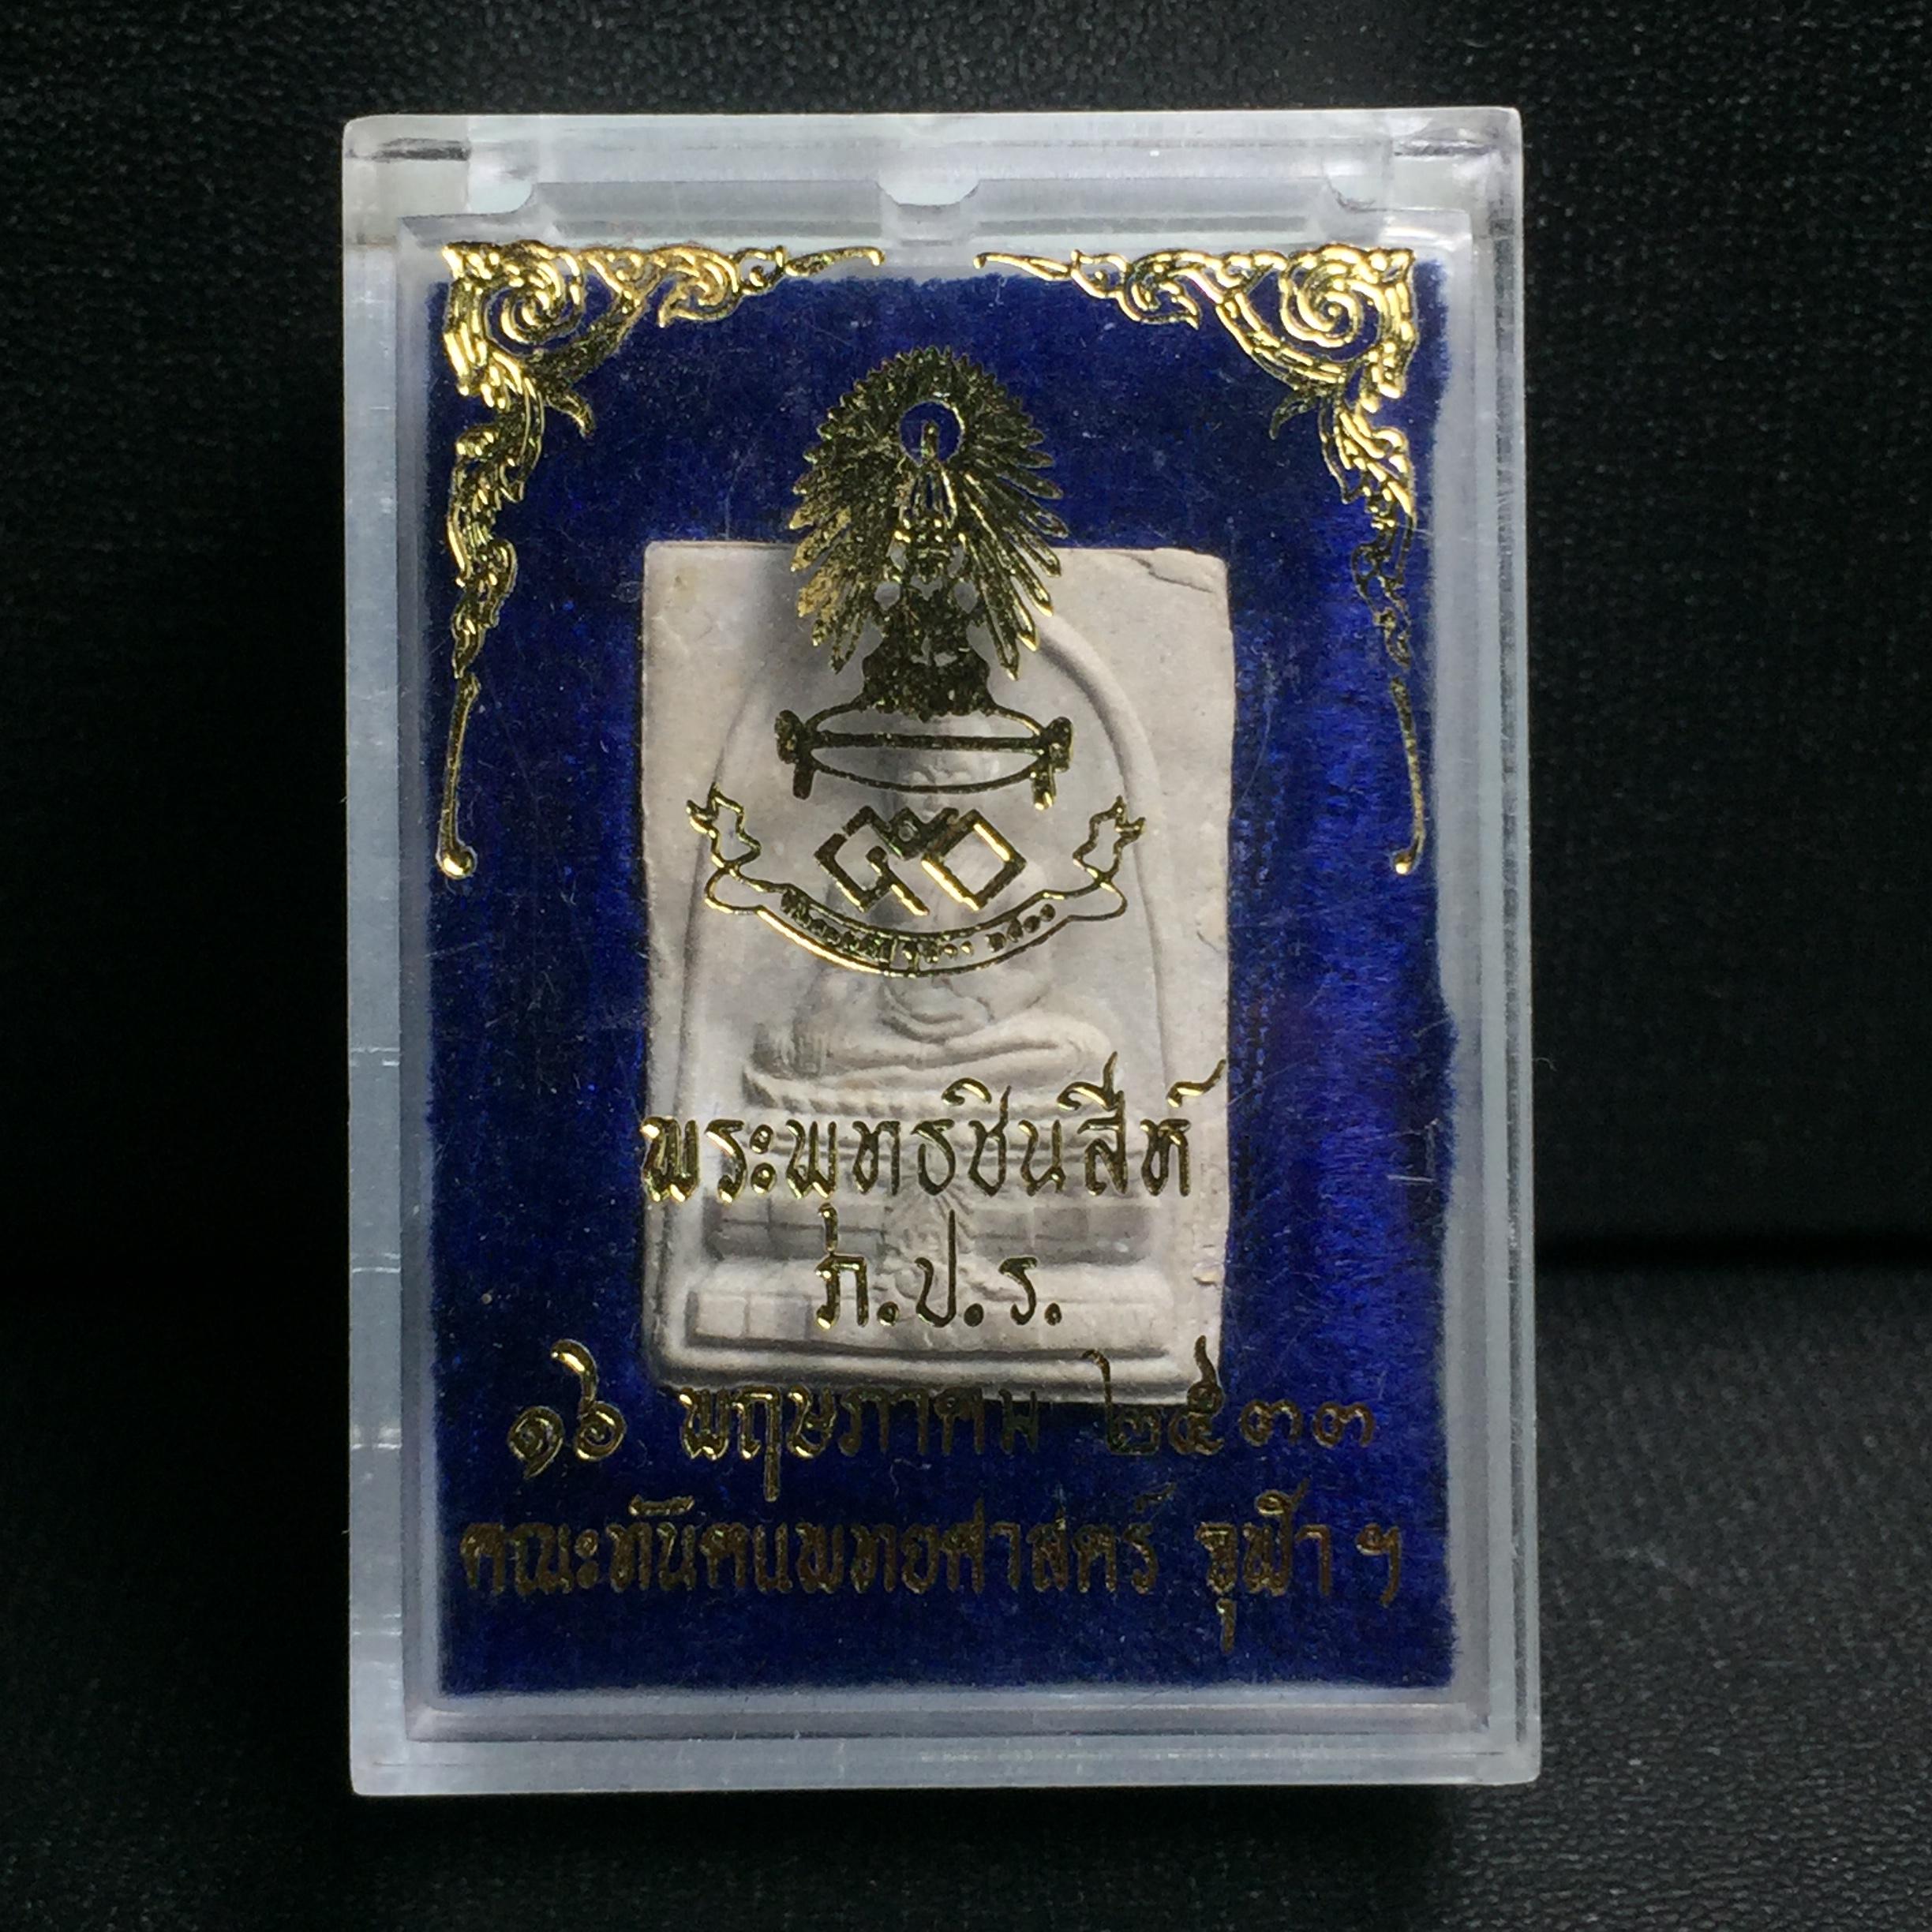 ๕๐
พระพุทธชินสีห์
ภ.ป.ร.
๑๖ พฤษภาคม ๒๕๓๓
คณะทันตแพทยศาสตร์ จุฬาฯ